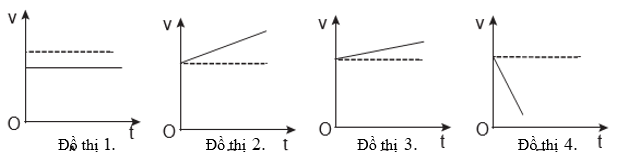 V
O
t
Đồ thị 1.
V
O
t
Đồ thị 2.
V
O
t
Đồ thị 3.
V
O
t
Đồ thị 4.